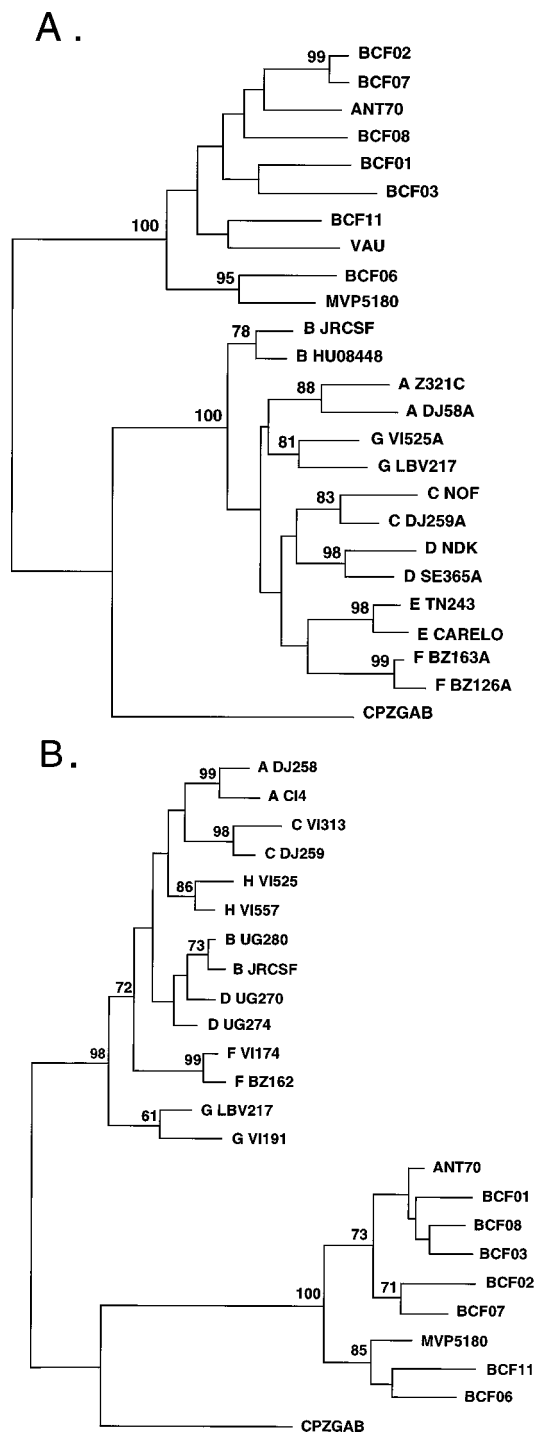 A.
99 BCF02
BCF07
ANT70
BCF08
BCF01
BCF03
100
BCF11
VAU
95 BCF06
MVP5180
78 B JRCSF
B HU08448
88 A Z321C
A DJ58A
100
81 G VI525A
G LBV217
83 C NOF
C DJ259A
98 D NDK
D SE365A
98 E TN243
E CARELO
99 F BZ163A
F BZ126A
CPZGAB
B.
99 A DJ258
A CI4
98 C VI313
C DJ259
86 H VI525
H VI557
73 B UG280
B JRCSF
72
D UG270
D UG274
98
99 F VI174
F BZ162
61 G LBV217
G VI191
ANT70
BCF01
BCF08
73
BCF03
71 BCF02
BCF07
100
85 MVP5180
BCF11
BCF06
CPZGAB